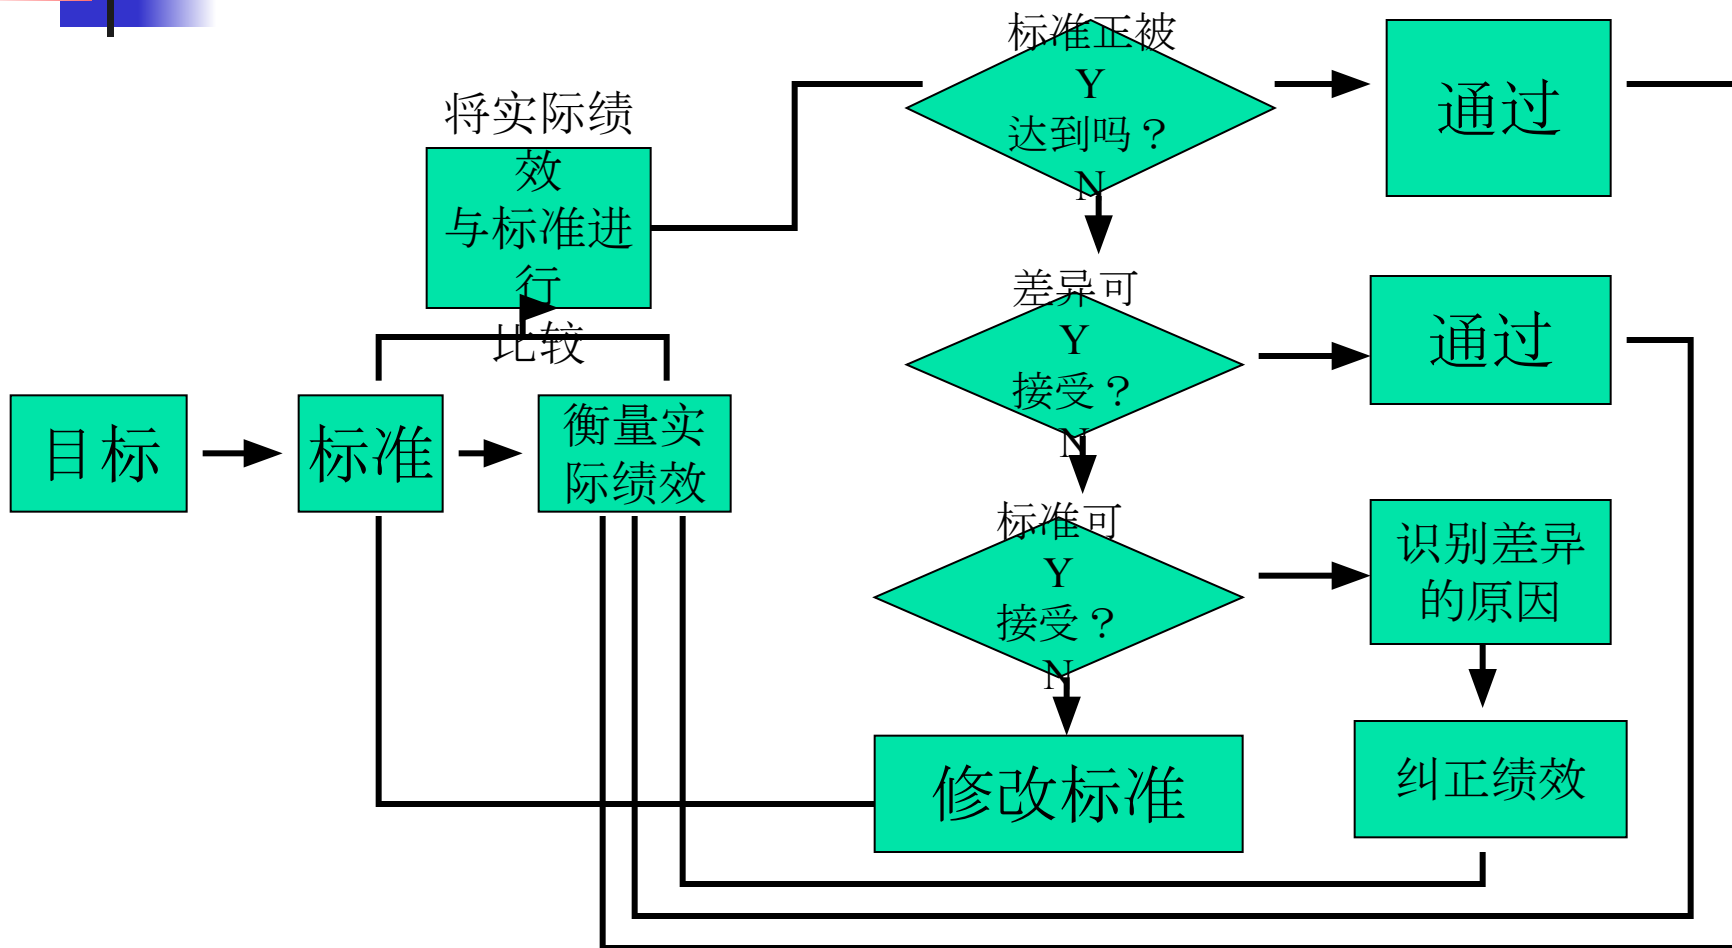 标准正被
Y
达到吗？
N
通过
将实际绩
效
与标准进
行
比较
差异可
Y
接受？
N
通过
目标
标准
衡量实
际绩效
标准可
Y
接受？
N
识别差异
的原因
修改标准
纠正绩效